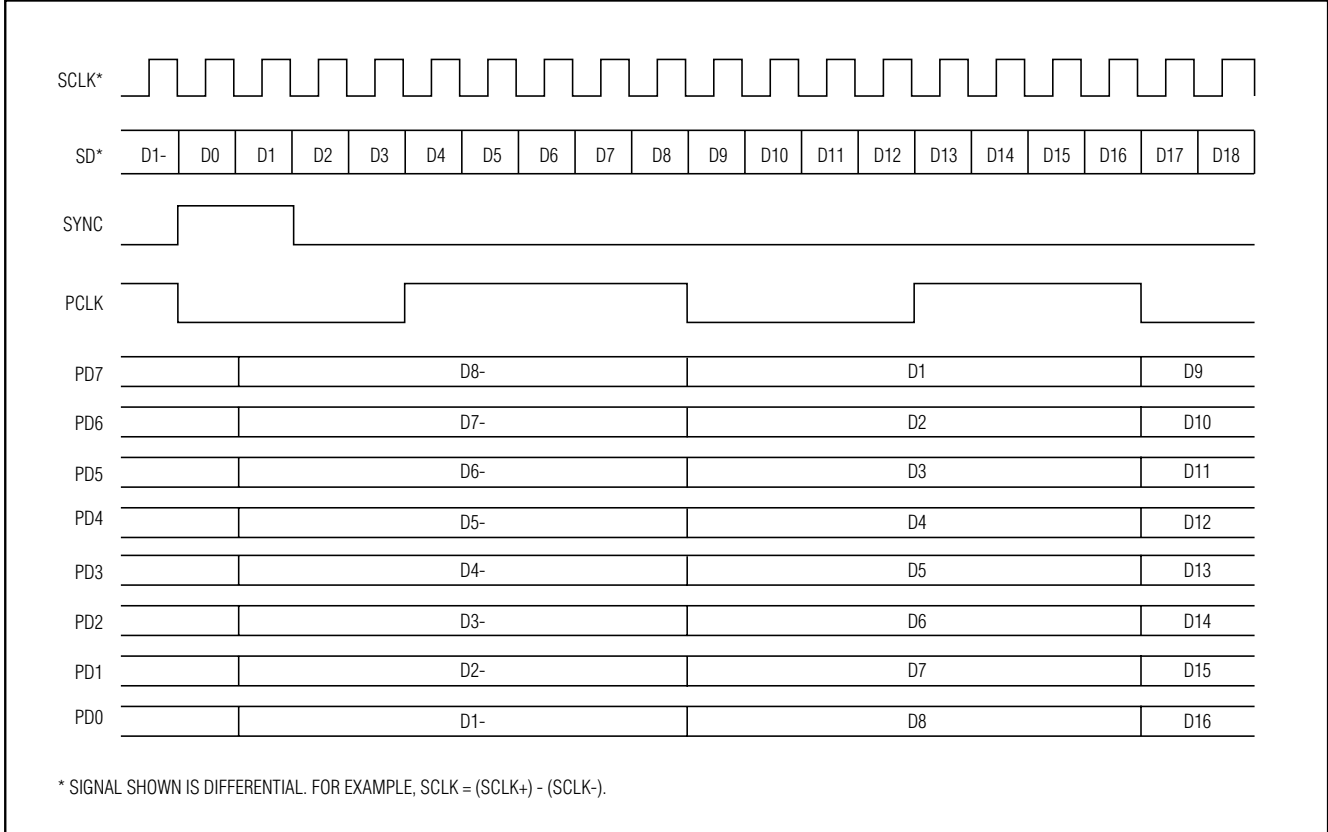 SCLK*
SD* D1- D0 D1 D2 D3 D4 D5 D6 D7 D8 D9 D10 D11 D12 D13 D14 D15 D16 D17 D18
SYNC
PCLK
PD7 D8- D1 D9
PD6 D7- D2 D10
PD5 D6- D3 D11
PD4 D5- D4 D12
PD3 D4- D5 D13
PD2 D3- D6 D14
PD1 D2- D7 D15
PD0 D1- D8 D16
* SIGNAL SHOWN IS DIFFERENTIAL. FOR EXAMPLE, SCLK = (SCLK+) - (SCLK-).